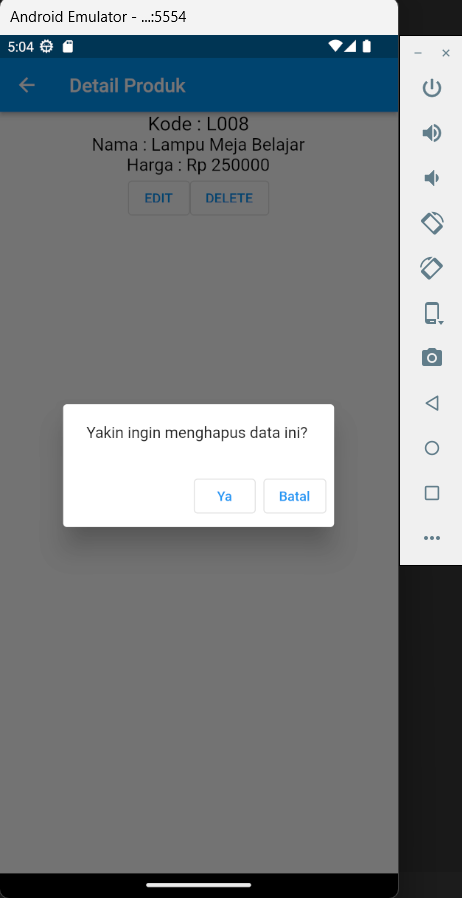 Android Emulator - ...:5554
5:04
Detail Produk
Kode : L008
Nama : Lampu Meja Belajar
Harga : Rp 250000
EDIT DELETE
Yakin ingin menghapus data ini?
Ya Batal